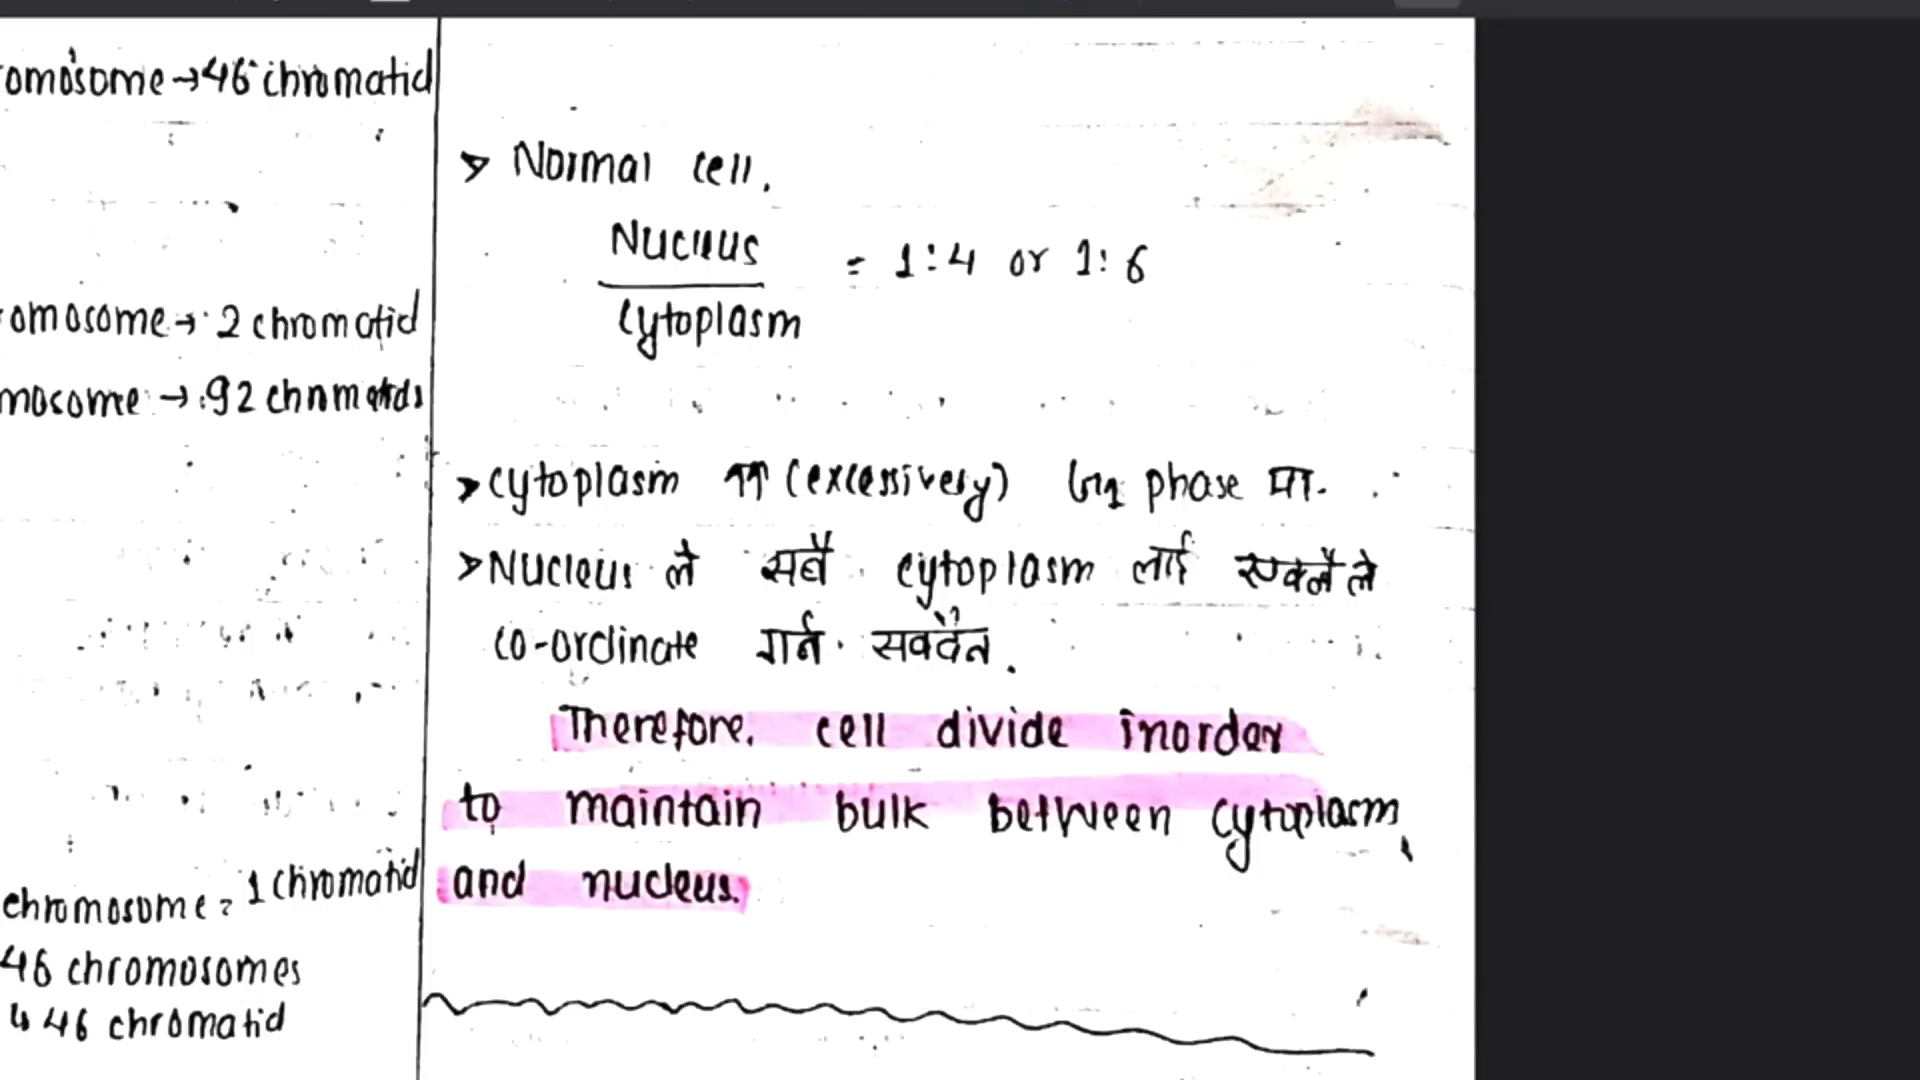 omosome → 46 chromatid
omosome → 2 chromatid
mosome → 92 chromatids
chromosome = 1 chromatid
46 chromosomes
↳ 46 chromatid
➤ Normal cell.
Nucleus
Cytoplasm
= 1:4 or 1:6
➤ cytoplasm ↑↑ (excessively) phase मा.
➤ Nucleus ले सबै cytoplasm लाई एक्लैले
co-ordinate गर्न सक्दैन.
Therefore, cell divide inorder
to maintain bulk between cytoplasm
and nucleus.